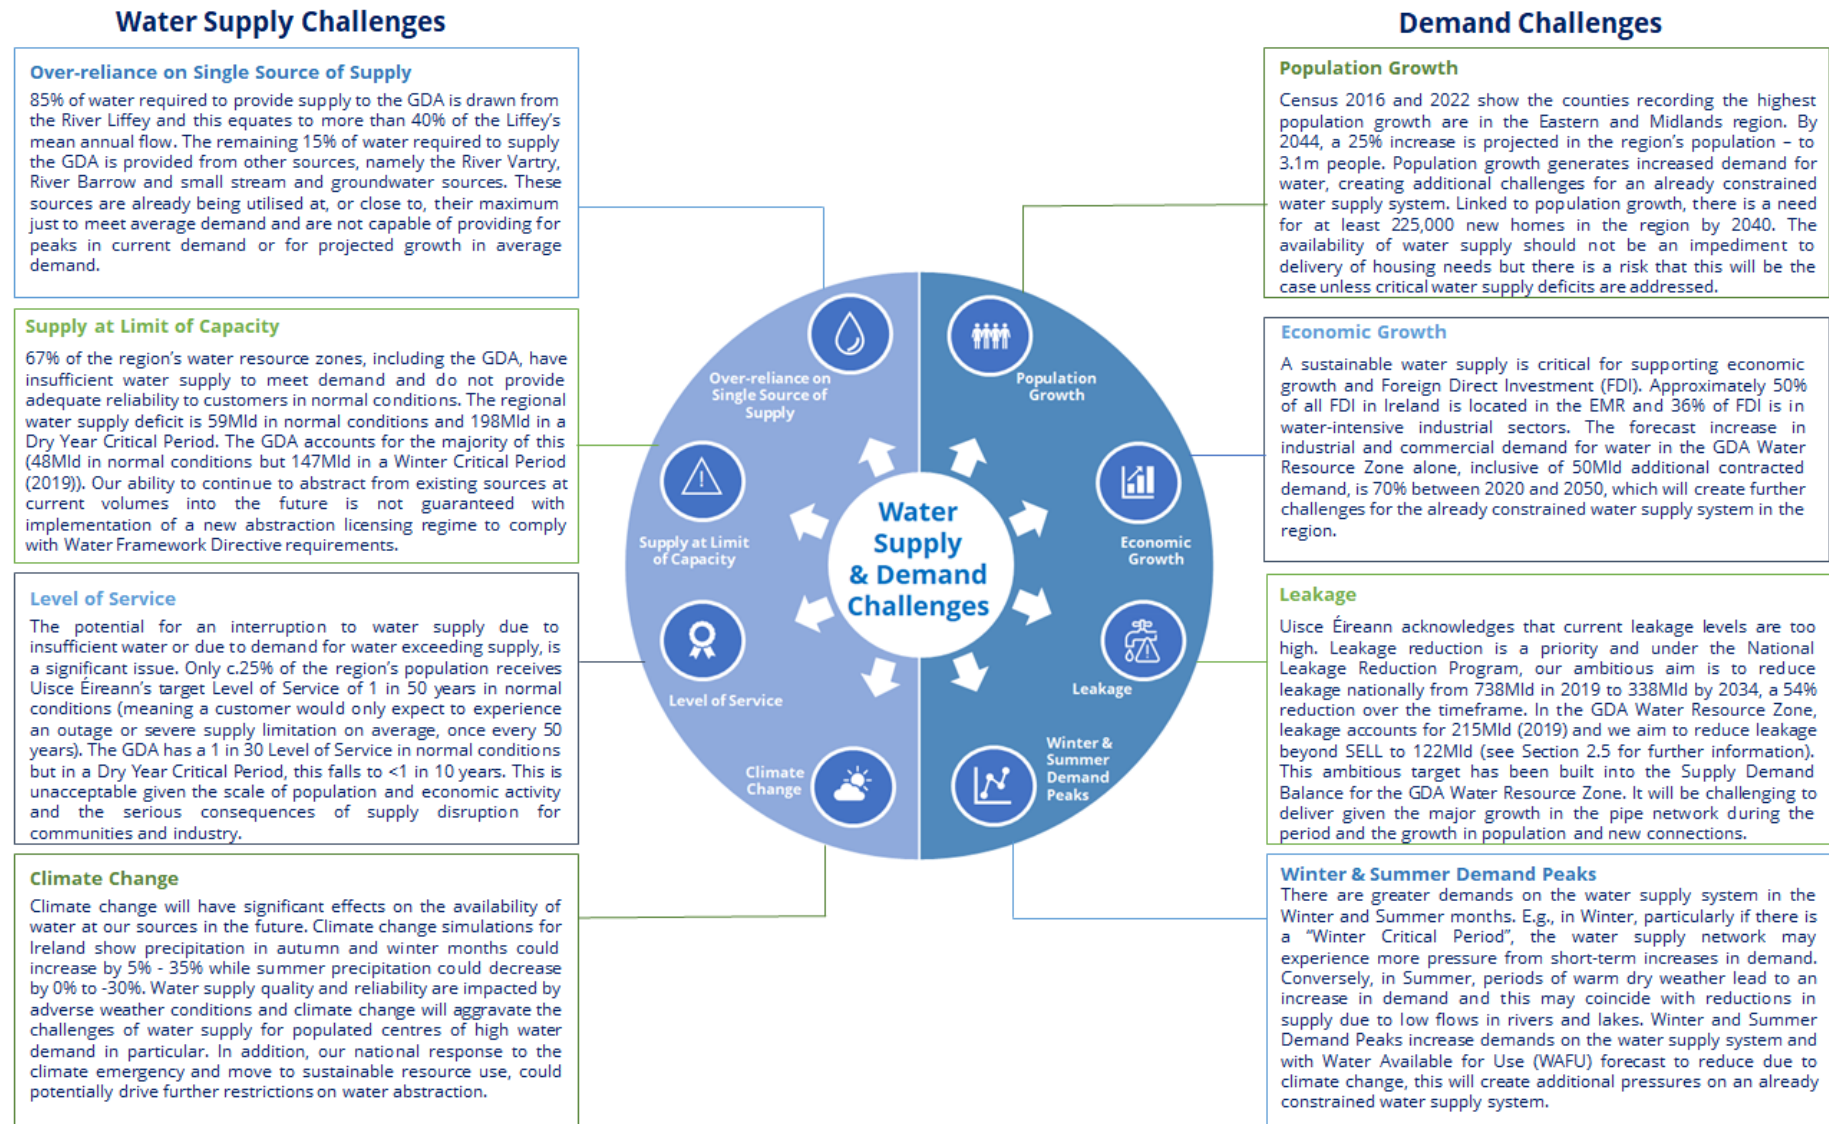 Water Supply Challenges
Over-reliance on Single Source of Supply
85% of water required to provide supply to the GDA is drawn from
the River Liffey and this equates to more than 40% of the Liffey's
mean annual flow. The remaining 15% of water required to supply
the GDA is provided from other sources, namely the River Vartry,
River Barrow and small stream and groundwater sources. These
sources are already being utilised at, or close to, their maximum
just to meet average demand and are not capable of providing for
peaks in current demand or for projected growth in average
demand.
Supply at Limit of Capacity
67% of the region's water resource zones, including the GDA, have
insufficient water supply to meet demand and do not provide
adequate reliability to customers in normal conditions. The regional
water supply deficit is 59Mld in normal conditions and 198Mld in a
Dry Year Critical Period. The GDA accounts for the majority of this
(48Mld in normal conditions but 147Mld in a Winter Critical Period
(2019)). Our ability to continue to abstract from existing sources at
current volumes into the future is not guaranteed with
implementation of a new abstraction licensing regime to comply
with Water Framework Directive requirements.
Level of Service
The potential for an interruption to water supply due to
insufficient water or due to demand for water exceeding supply, is
a significant issue. Only c.25% of the region's population receives
Uisce Éireann's target Level of Service of 1 in 50 years in normal
conditions (meaning a customer would only expect to experience
an outage or severe supply limitation on average, once every 50
years). The GDA has a 1 in 30 Level of Service in normal conditions
but in a Dry Year Critical Period, this falls to <1 in 10 years. This is
unacceptable given the scale of population and economic activity
and the serious consequences of supply disruption for
communities and industry.
Climate Change
Climate change will have significant effects on the availability of
water at our sources in the future. Climate change simulations for
Ireland show precipitation in autumn and winter months could
increase by 5% - 35% while summer precipitation could decrease
by 0% to -30%. Water supply quality and reliability are impacted by
adverse weather conditions and climate change will aggravate the
challenges of water supply for populated centres of high water
demand in particular. In addition, our national response to the
climate emergency and move to sustainable resource use, could
potentially drive further restrictions on water abstraction.
Over-reliance on
Single Source of
Supply
Supply at Limit
of Capacity
Level of Service
Climate
Change
Water
Supply
& Demand
Challenges
Population
Growth
Economic
Growth
Leakage
Winter &
Summer
Demand
Peaks
Demand Challenges
Population Growth
Census 2016 and 2022 show the counties recording the highest
population growth are in the Eastern and Midlands region. By
2044, a 25% increase is projected in the region's population – to
3.1m people. Population growth generates increased demand for
water, creating additional challenges for an already constrained
water supply system. Linked to population growth, there is a need
for at least 225,000 new homes in the region by 2040. The
availability of water supply should not be an impediment to
delivery of housing needs but there is a risk that this will be the
case unless critical water supply deficits are addressed.
Economic Growth
A sustainable water supply is critical for supporting economic
growth and Foreign Direct Investment (FDI). Approximately 50%
of all FDI in Ireland is located in the EMR and 36% of FDI is in
water-intensive industrial sectors. The forecast increase in
industrial and commercial demand for water in the GDA Water
Resource Zone alone, inclusive of 50Mld additional contracted
demand, is 70% between 2020 and 2050, which will create further
challenges for the already constrained water supply system in the
region.
Leakage
Uisce Éireann acknowledges that current leakage levels are too
high. Leakage reduction is a priority and under the National
Leakage Reduction Program, our ambitious aim is to reduce
leakage nationally from 738Mld in 2019 to 338Mld by 2034, a 54%
reduction over the timeframe. In the GDA Water Resource Zone,
leakage accounts for 215Mld (2019) and we aim to reduce leakage
beyond SELL to 122Mld (see Section 2.5 for further information).
This ambitious target has been built into the Supply Demand
Balance for the GDA Water Resource Zone. It will be challenging to
deliver given the major growth in the pipe network during the
period and the growth in population and new connections.
Winter & Summer Demand Peaks
There are greater demands on the water supply system in the
Winter and Summer months. E.g., in Winter, particularly if there is
a "Winter Critical Period", the water supply network may
experience more pressure from short-term increases in demand.
Conversely, in Summer, periods of warm dry weather lead to an
increase in demand and this may coincide with reductions in
supply due to low flows in rivers and lakes. Winter and Summer
Demand Peaks increase demands on the water supply system and
with Water Available for Use (WAFU) forecast to reduce due to
climate change, this will create additional pressures on an already
constrained water supply system.